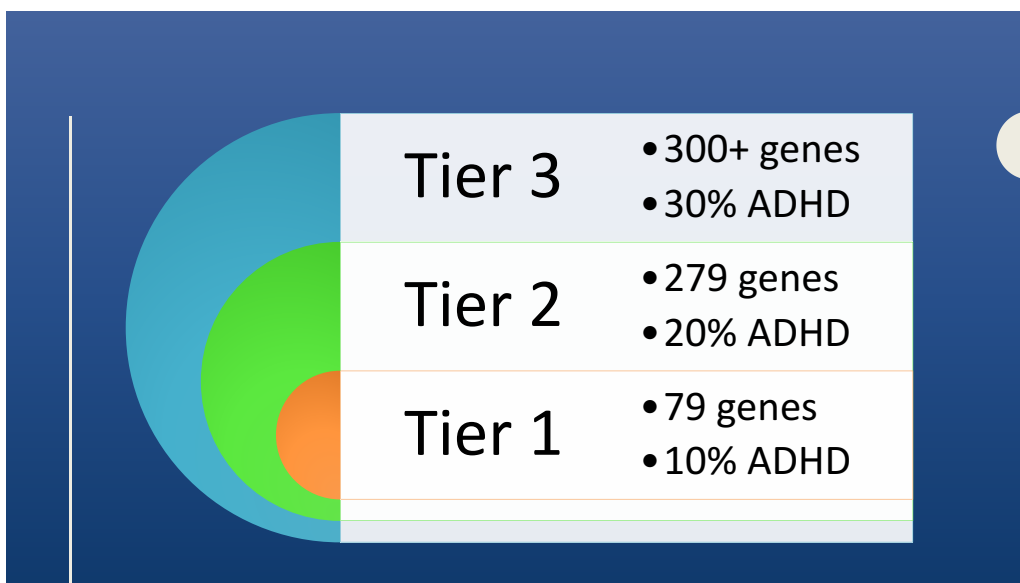 Tier 3
•300+ genes
•30% ADHD
Tier 2
•279 genes
•20% ADHD
Tier 1
•79 genes
•10% ADHD